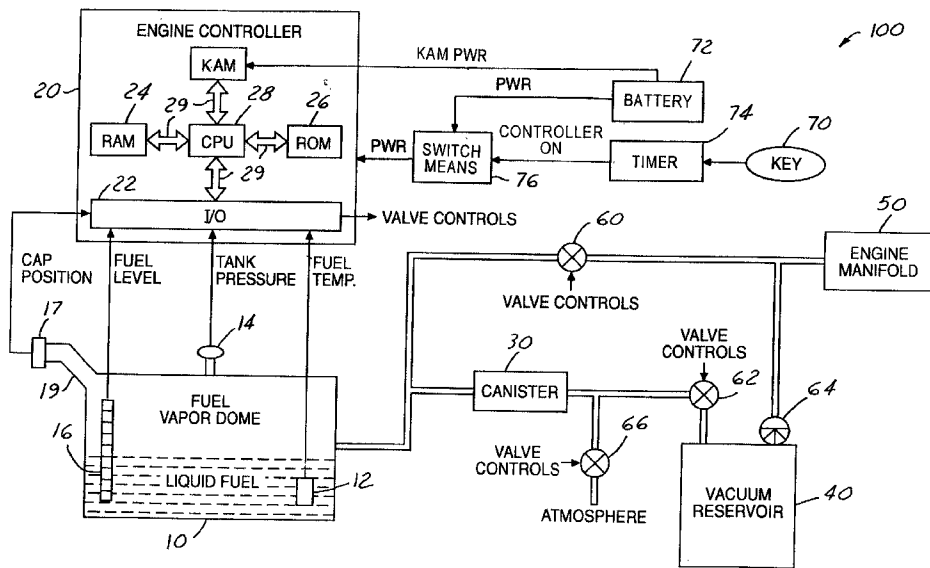 ENGINE CONTROLLER
100
KAM
KAM PWR
72
20
24
29
28
26
PWR
BATTERY
74
70
RAM
CPU
ROM
PWR
SWITCH MEANS
CONTROLLER ON
TIMER
KEY
29
29
76
22
I/O
VALVE CONTROLS
60
50
CAP POSITION
FUEL LEVEL
TANK PRESSURE
FUEL TEMP.
ENGINE MANIFOLD
VALVE CONTROLS
17
14
30
VALVE CONTROLS
19
CANISTER
62
64
FUEL VAPOR DOME
16
66
VALVE CONTROLS
LIQUID FUEL
12
VACUUM RESERVOIR
40
ATMOSPHERE
10